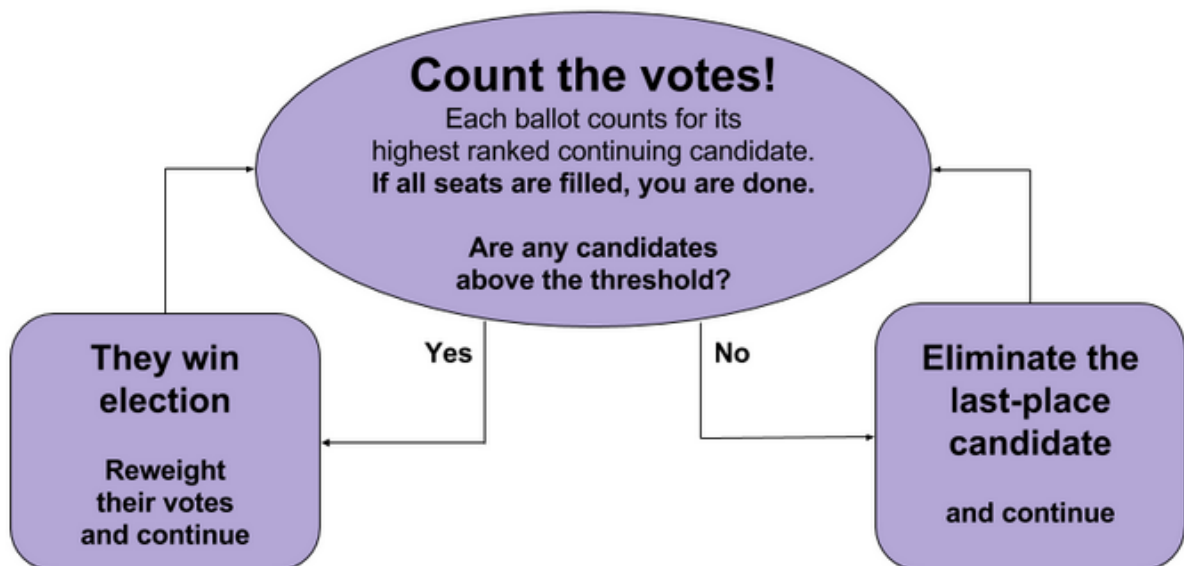 Count the votes!
Each ballot counts for its
highest ranked continuing candidate.
If all seats are filled, you are done.
Are any candidates
above the threshold?
Yes
No
They win
election
Reweight
their votes
and continue
Eliminate the
last-place
candidate
and continue